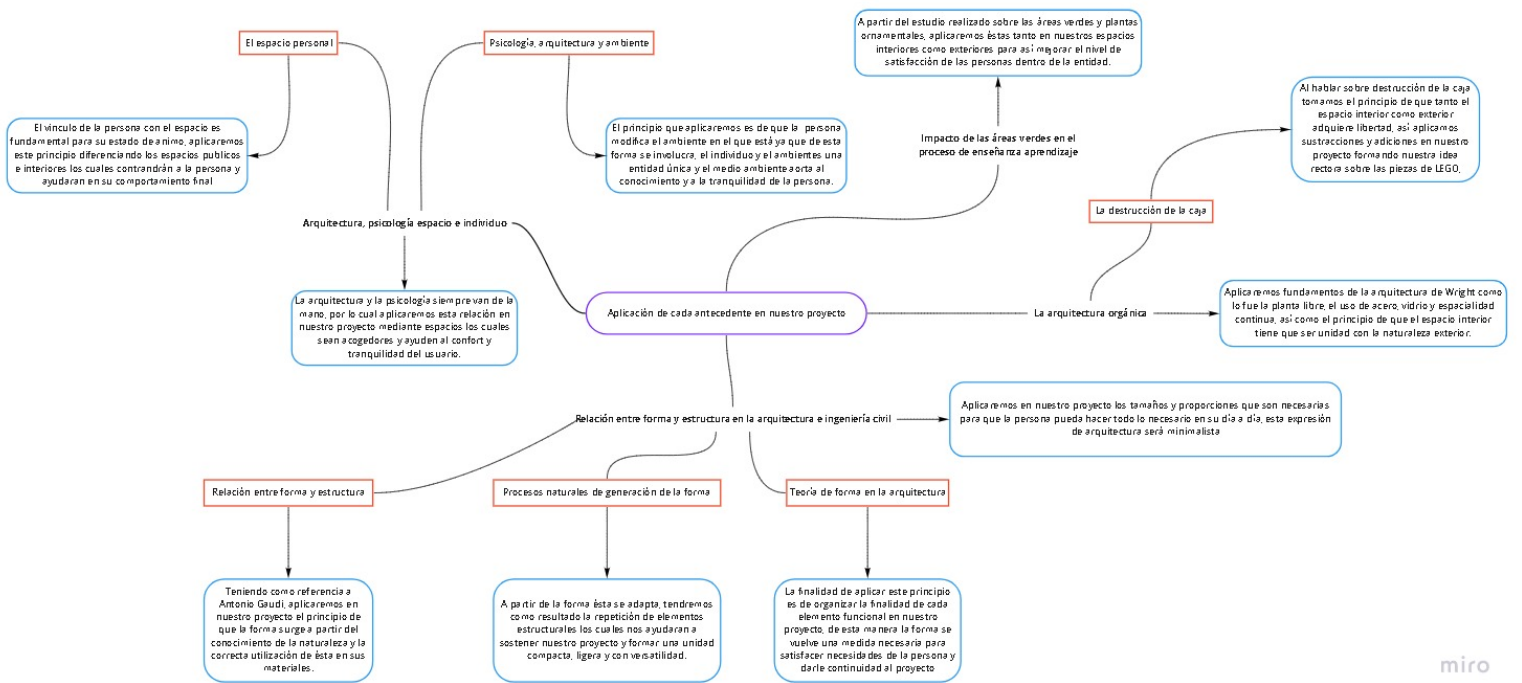 El espacio personal
Psicología, arquitectura y ambiente
A partir del estudio realizado sobre las áreas verdes y plantas
ornamentales, aplicaremos éstas tanto en nuestros espacios
interiores como exteriores para así mejorar el nivel de
satisfacción de las personas dentro de la entidad.
Al hablar sobre destrucción de la caja
tomamos el principio de que tanto el
espacio interior como exterior
adquiere libertad, así aplicamos
sustracciones y adiciones en nuestro
proyecto formando nuestra idea
rectora sobre las piezas de LEGO.
El vinculo de la persona con el espacio es
fundamental para su estado de animo, aplicaremos
este principio diferenciando los espacios publicos
e interiores los cuales contrandrán a la persona y
ayudaran en su comportamiento final
El principio que aplicaremos es de que la persona
modifica el ambiente en el que está ya que de esta
forma se involucra, el individuo y el ambientes una
entidad única y el medio ambiente aorta al
conocimiento y a la tranquilidad de la persona.
Impacto de las áreas verdes en el
proceso de enseñanza aprendizaje
La destrucción de la caja
Arquitectura, psicología espacio e individuo
La arquitectura y la psicología siempre van de la
mano, por lo cual aplicaremos esta relación en
nuestro proyecto mediante espacios los cuales
sean acogedores y ayuden al confort y
tranquilidad del usuario.
Aplicación de cada antecedente en nuestro proyecto
La arquitectura orgánica
Aplicaremos fundamentos de la arquitectura de Wright como
lo fue la planta libre, el uso de acero, vidrio y espacialidad
continua, así como el principio de que el espacio interior
tiene que ser unidad con la naturaleza exterior.
Relación entre forma y estructura en la arquitectura e ingeniería civil
Aplicaremos en nuestro proyecto los tamaños y proporciones que son necesarias
para que la persona pueda hacer todo lo necesario en su día a día, esta expresión
de arquitectura será minimalista
Relación entre forma y estructura
Procesos naturales de generación de la forma
Teoría de forma en la arquitectura
Teniendo como referencia a
Antonio Gaudi, aplicaremos en
nuestro proyecto el principio de
que la forma surge a partir del
conocimiento de la naturaleza y la
correcta utilización de ésta en sus
materiales.
A partir de la forma ésta se adapta, tendremos
como resultado la repetición de elementos
estructurales los cuales nos ayudaran a
sostener nuestro proyecto y formar una unidad
compacta, ligera y con versatilidad.
La finalidad de aplicar este principio
es de organizar la finalidad de cada
elemento funcional en nuestro
proyecto, de esta manera la forma se
vuelve una medida necesaria para
satisfacer necesidades de la persona y
darle continuidad al proyecto
miro